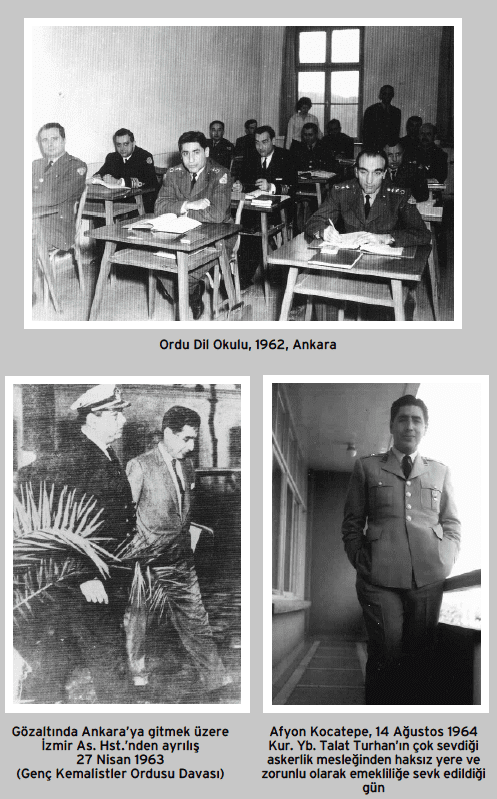 Ordu Dil Okulu, 1962, Ankara
Gözaltında Ankara'ya gitmek üzere
İzmir As. Hst.'nden ayrılış
27 Nisan 1963
(Genç Kemalistler Ordusu Davası)
Afyon Kocatepe, 14 Ağustos 1964
Kur. Yb. Talat Turhan'ın çok sevdiği
askerlik mesleğinden haksız yere ve
zorunlu olarak emekliliğe sevk edildiği
gün